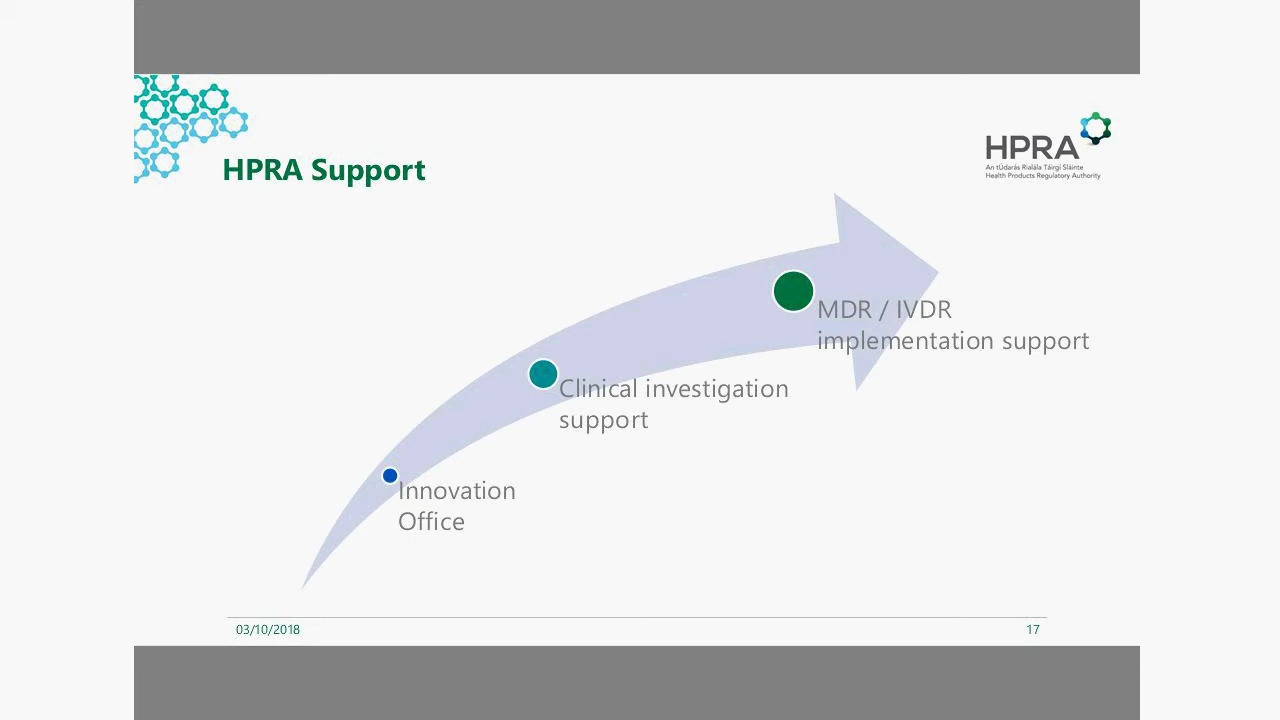 HPRA
An tÚdarás Rialála Táirgí Sláinte
Health Products Regulatory Authority
HPRA Support
MDR / IVDR
implementation support
Clinical investigation
support
Innovation
Office
03/10/2018
17